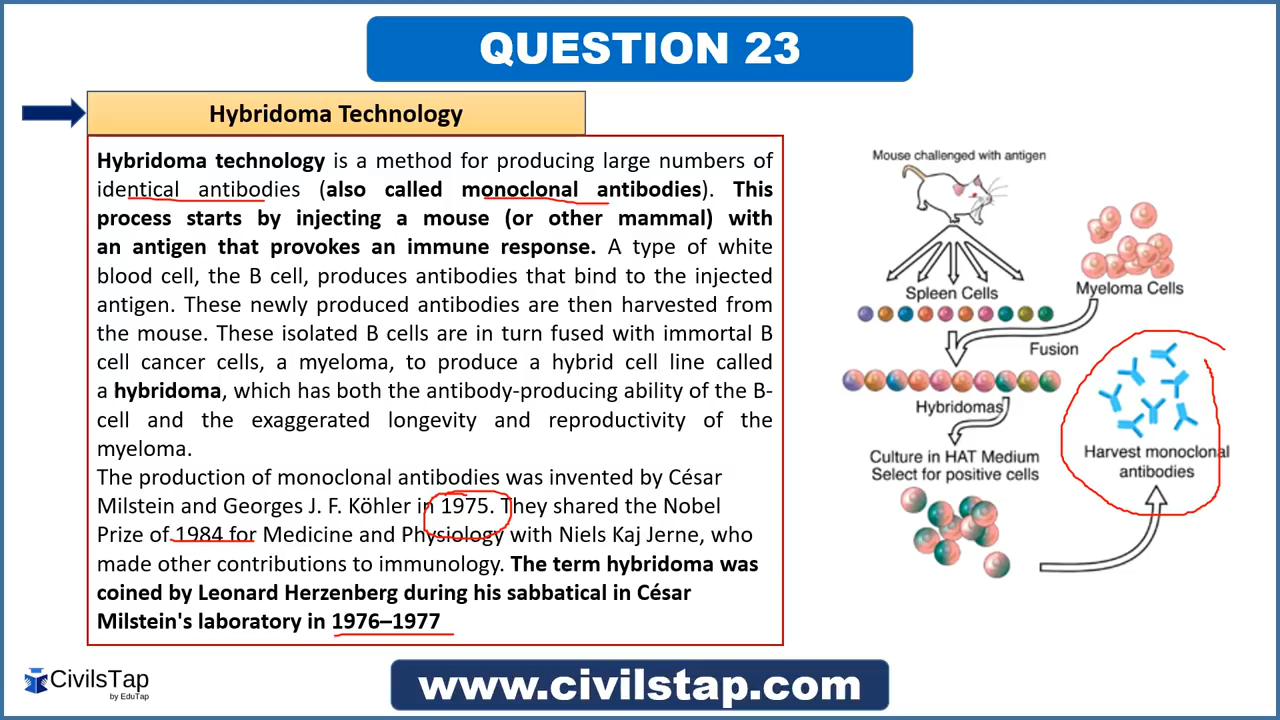 QUESTION 23
Hybridoma Technology
Hybridoma technology is a method for producing large numbers of
identical antibodies (also called monoclonal antibodies). This
process starts by injecting a mouse (or other mammal) with
an antigen that provokes an immune response. A type of white
blood cell, the B cell, produces antibodies that bind to the injected
antigen. These newly produced antibodies are then harvested from
the mouse. These isolated B cells are in turn fused with immortal B
cell cancer cells, a myeloma, to produce a hybrid cell line called
a hybridoma, which has both the antibody-producing ability of the B-
cell and the exaggerated longevity and reproductivity of the
myeloma.
The production of monoclonal antibodies was invented by César
Milstein and Georges J. F. Köhler in 1975. They shared the Nobel
Prize of 1984 for Medicine and Physiology with Niels Kaj Jerne, who
made other contributions to immunology. The term hybridoma was
coined by Leonard Herzenberg during his sabbatical in César
Milstein's laboratory in 1976–1977
Mouse challenged with antigen
Spleen Cells
Myeloma Cells
Fusion
Hybridomas
Culture in HAT Medium
Select for positive cells
Harvest monoclonal
antibodies
CivilsTap
by EduTap
www.civilstap.com